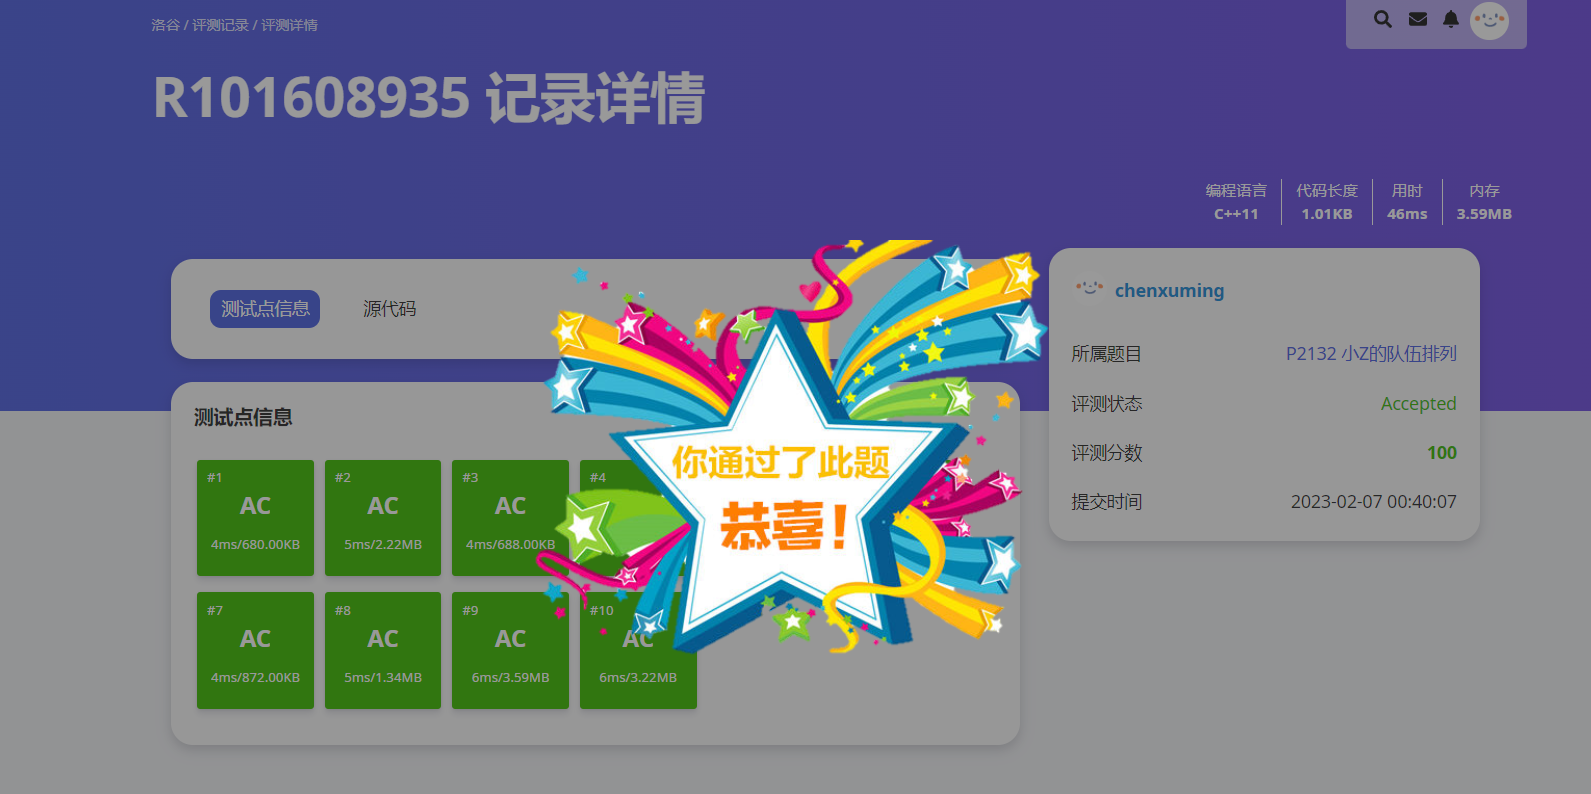 洛谷 / 评测记录 / 评测详情
R101608935 记录详情
编程语言
C++11
代码长度
1.01KB
用时
46ms
内存
3.59MB
测试点信息
源代码
chenxuming
所属题目
P2132 小Z的队伍排列
评测状态
Accepted
评测分数
100
提交时间
2023-02-07 00:40:07
测试点信息
#1
AC
4ms/680.00KB
#2
AC
5ms/2.22MB
#3
AC
4ms/688.00KB
#4
你通过了此题
恭喜！
#7
AC
4ms/872.00KB
#8
AC
5ms/1.34MB
#9
AC
6ms/3.59MB
#10
AC
6ms/3.22MB